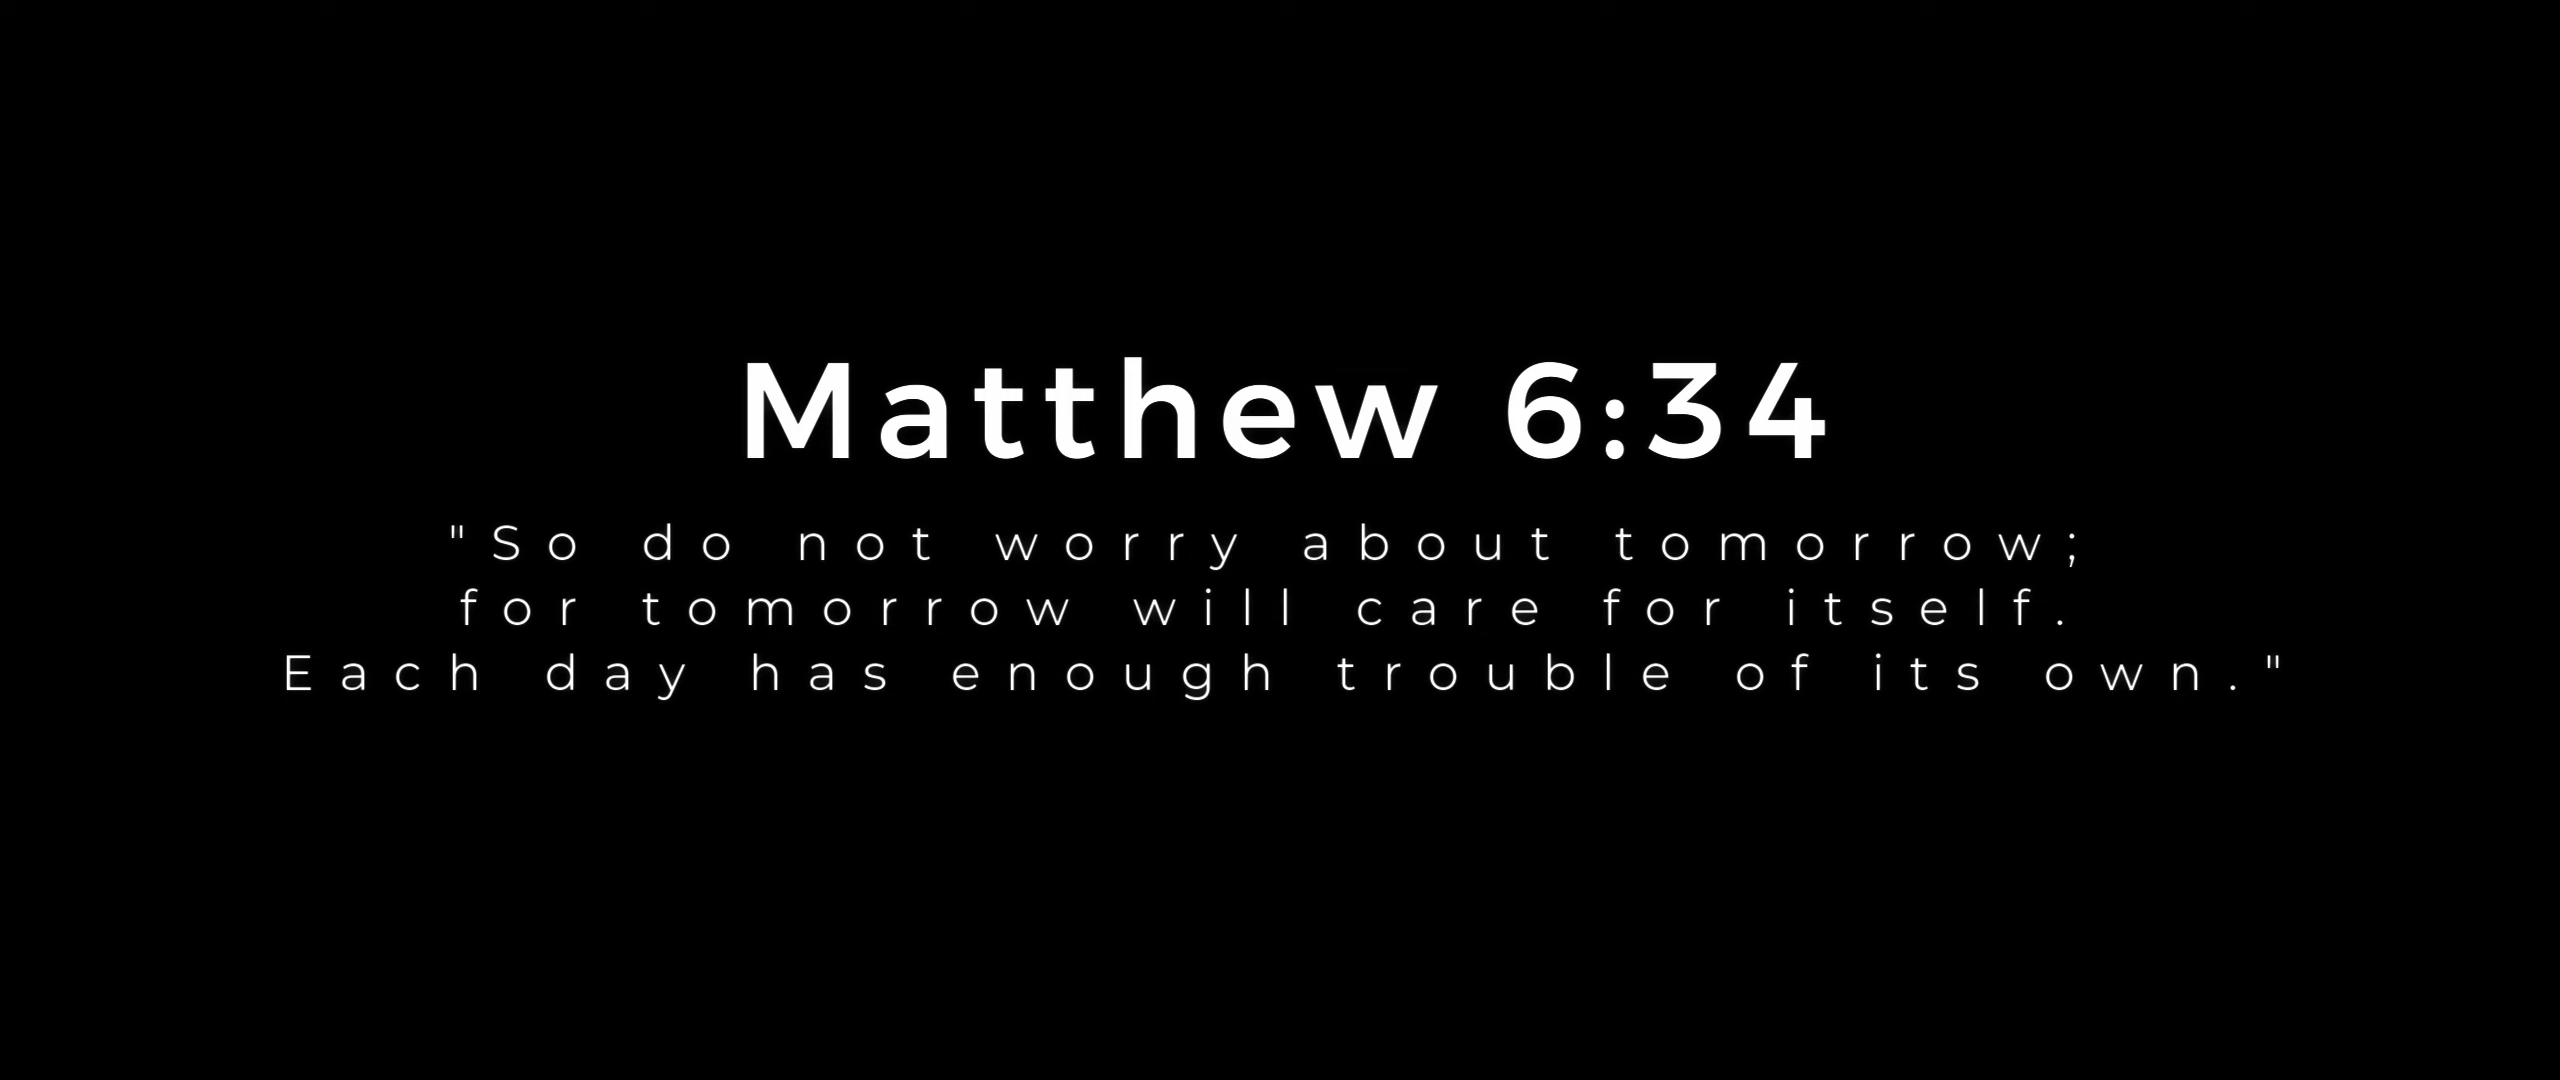 Matthew 6:34
"So do not worry about tomorrow;
for tomorrow will care for itself.
Each day has enough trouble of its own."